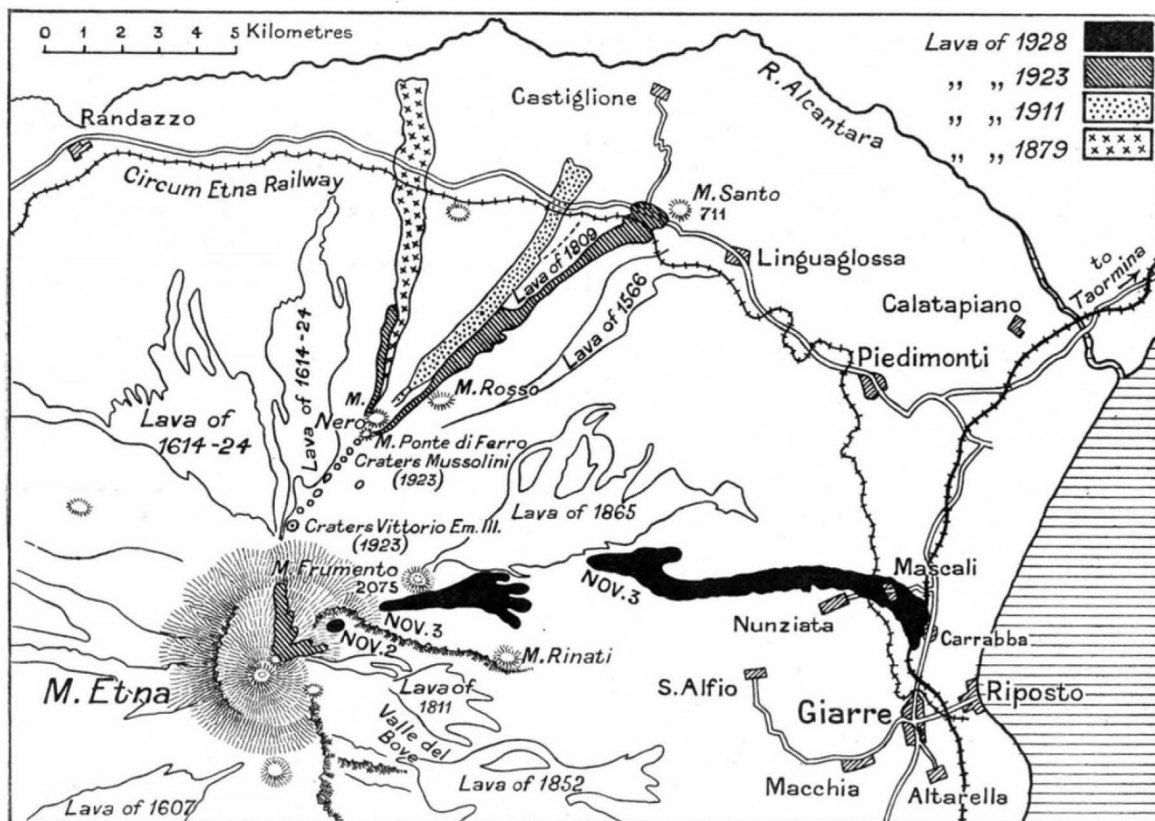 0 1 2 3 4 5 Kilometres
Lava of 1928
„ „ 1923
„ „ 1911
„ „ 1879
Castiglione
R. Alcantara
Randazzo
Circum Etna Railway
M. Santo
711
Lava of 1809
Linguaglossa
to
Taormina
Lava of 1566
Calatapiano
Lava of 1614-24
Piedimonti
M. Rosso
M.
Nero
Lava of
1614-24
M. Ponte di Farro
Craters Mussolini
(1923)
Lava of 1865
Craters Vittorio Em. III.
(1923)
M. Frumento
2075
NOV.3
Mascali
NOV.3
NOV.2
Nunziata
Carrabba
M. Rinati
M. Etna
Lava of
1811
S. Alfio
Giarre
Riposto
Valle del
Bove
Lava of 1852
Macchia
Altarella
Lava of 1607